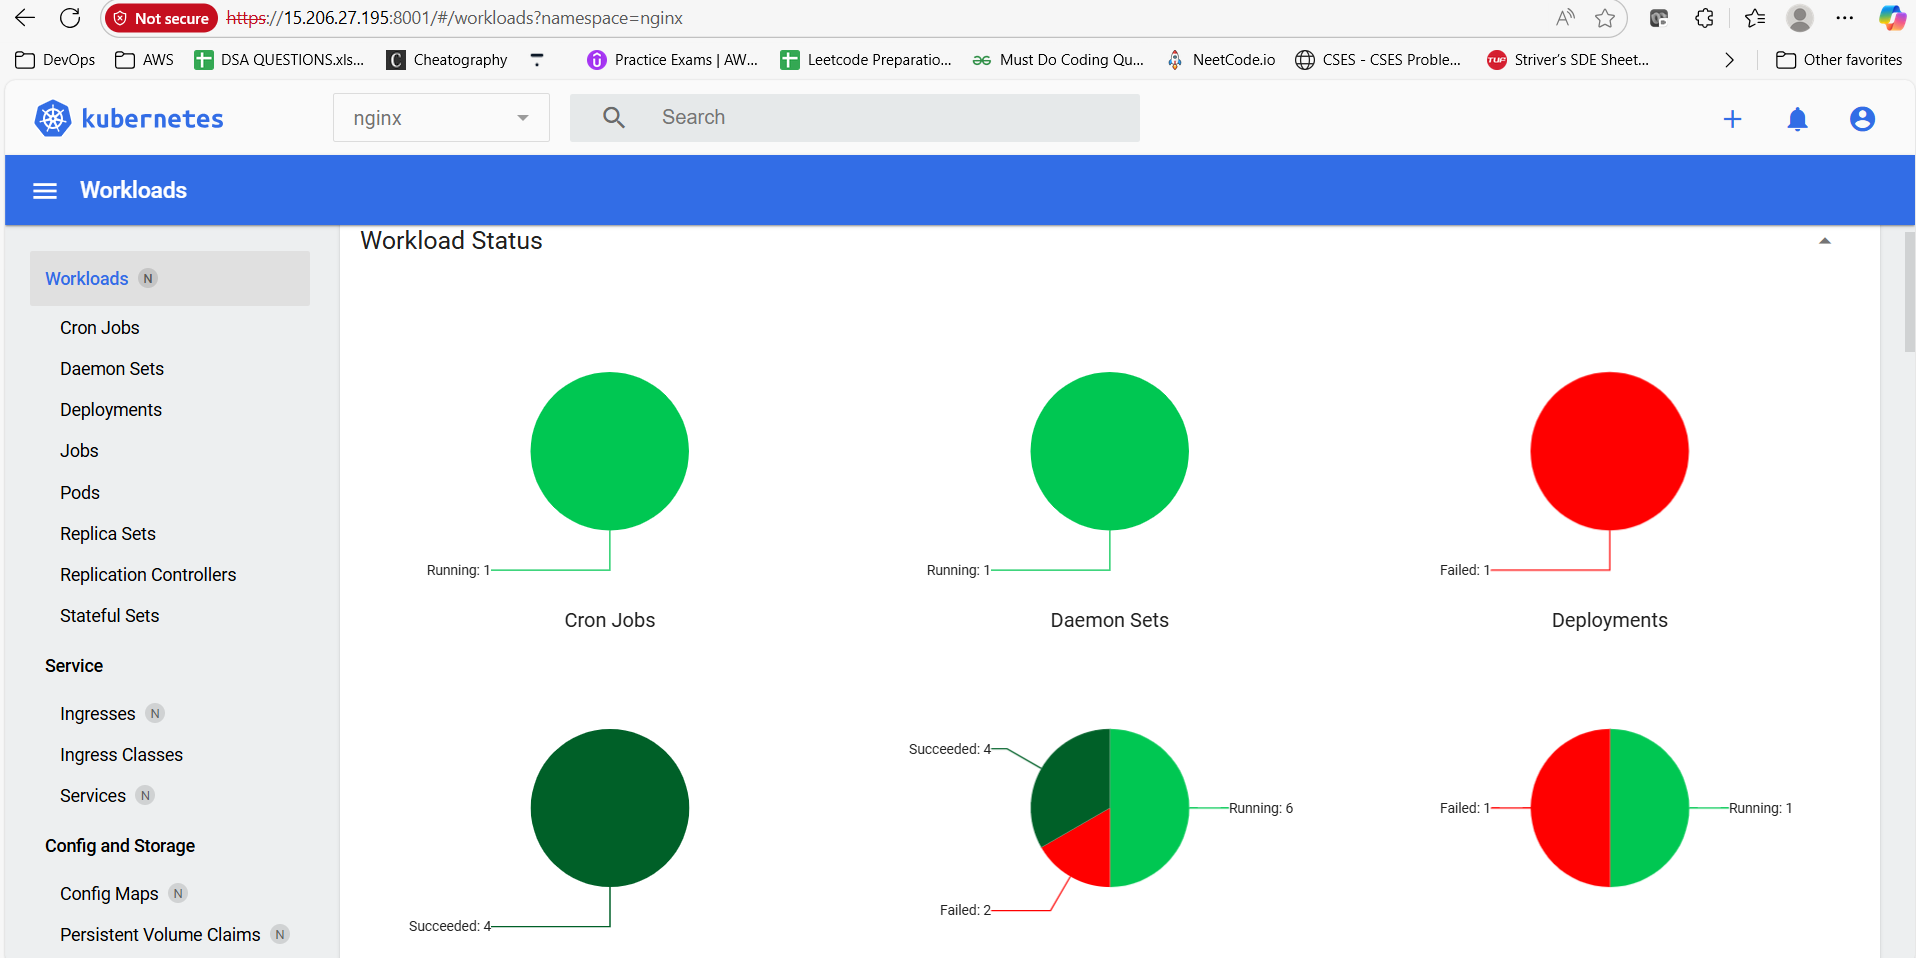 Not secure https://15.206.27.195:8001/#/workloads?namespace=nginx
DevOps AWS DSA QUESTIONS.xls... Cheatography Practice Exams | AW... Leetcode Preparatio... Must Do Coding Qu... NeetCode.io CSES - CSES Proble... TUF Striver's SDE Sheet... Other favorites
kubernetes nginx Search
Workloads
Workload Status
Workloads N
Cron Jobs
Daemon Sets
Deployments
Jobs
Pods
Replica Sets
Replication Controllers
Stateful Sets
Service
Ingresses N
Ingress Classes
Services N
Config and Storage
Config Maps N
Persistent Volume Claims N
Running: 1
Cron Jobs
Running: 1
Daemon Sets
Failed: 1
Deployments
Succeeded: 4
Succeeded: 4
Running: 6
Failed: 2
Failed: 1
Running: 1